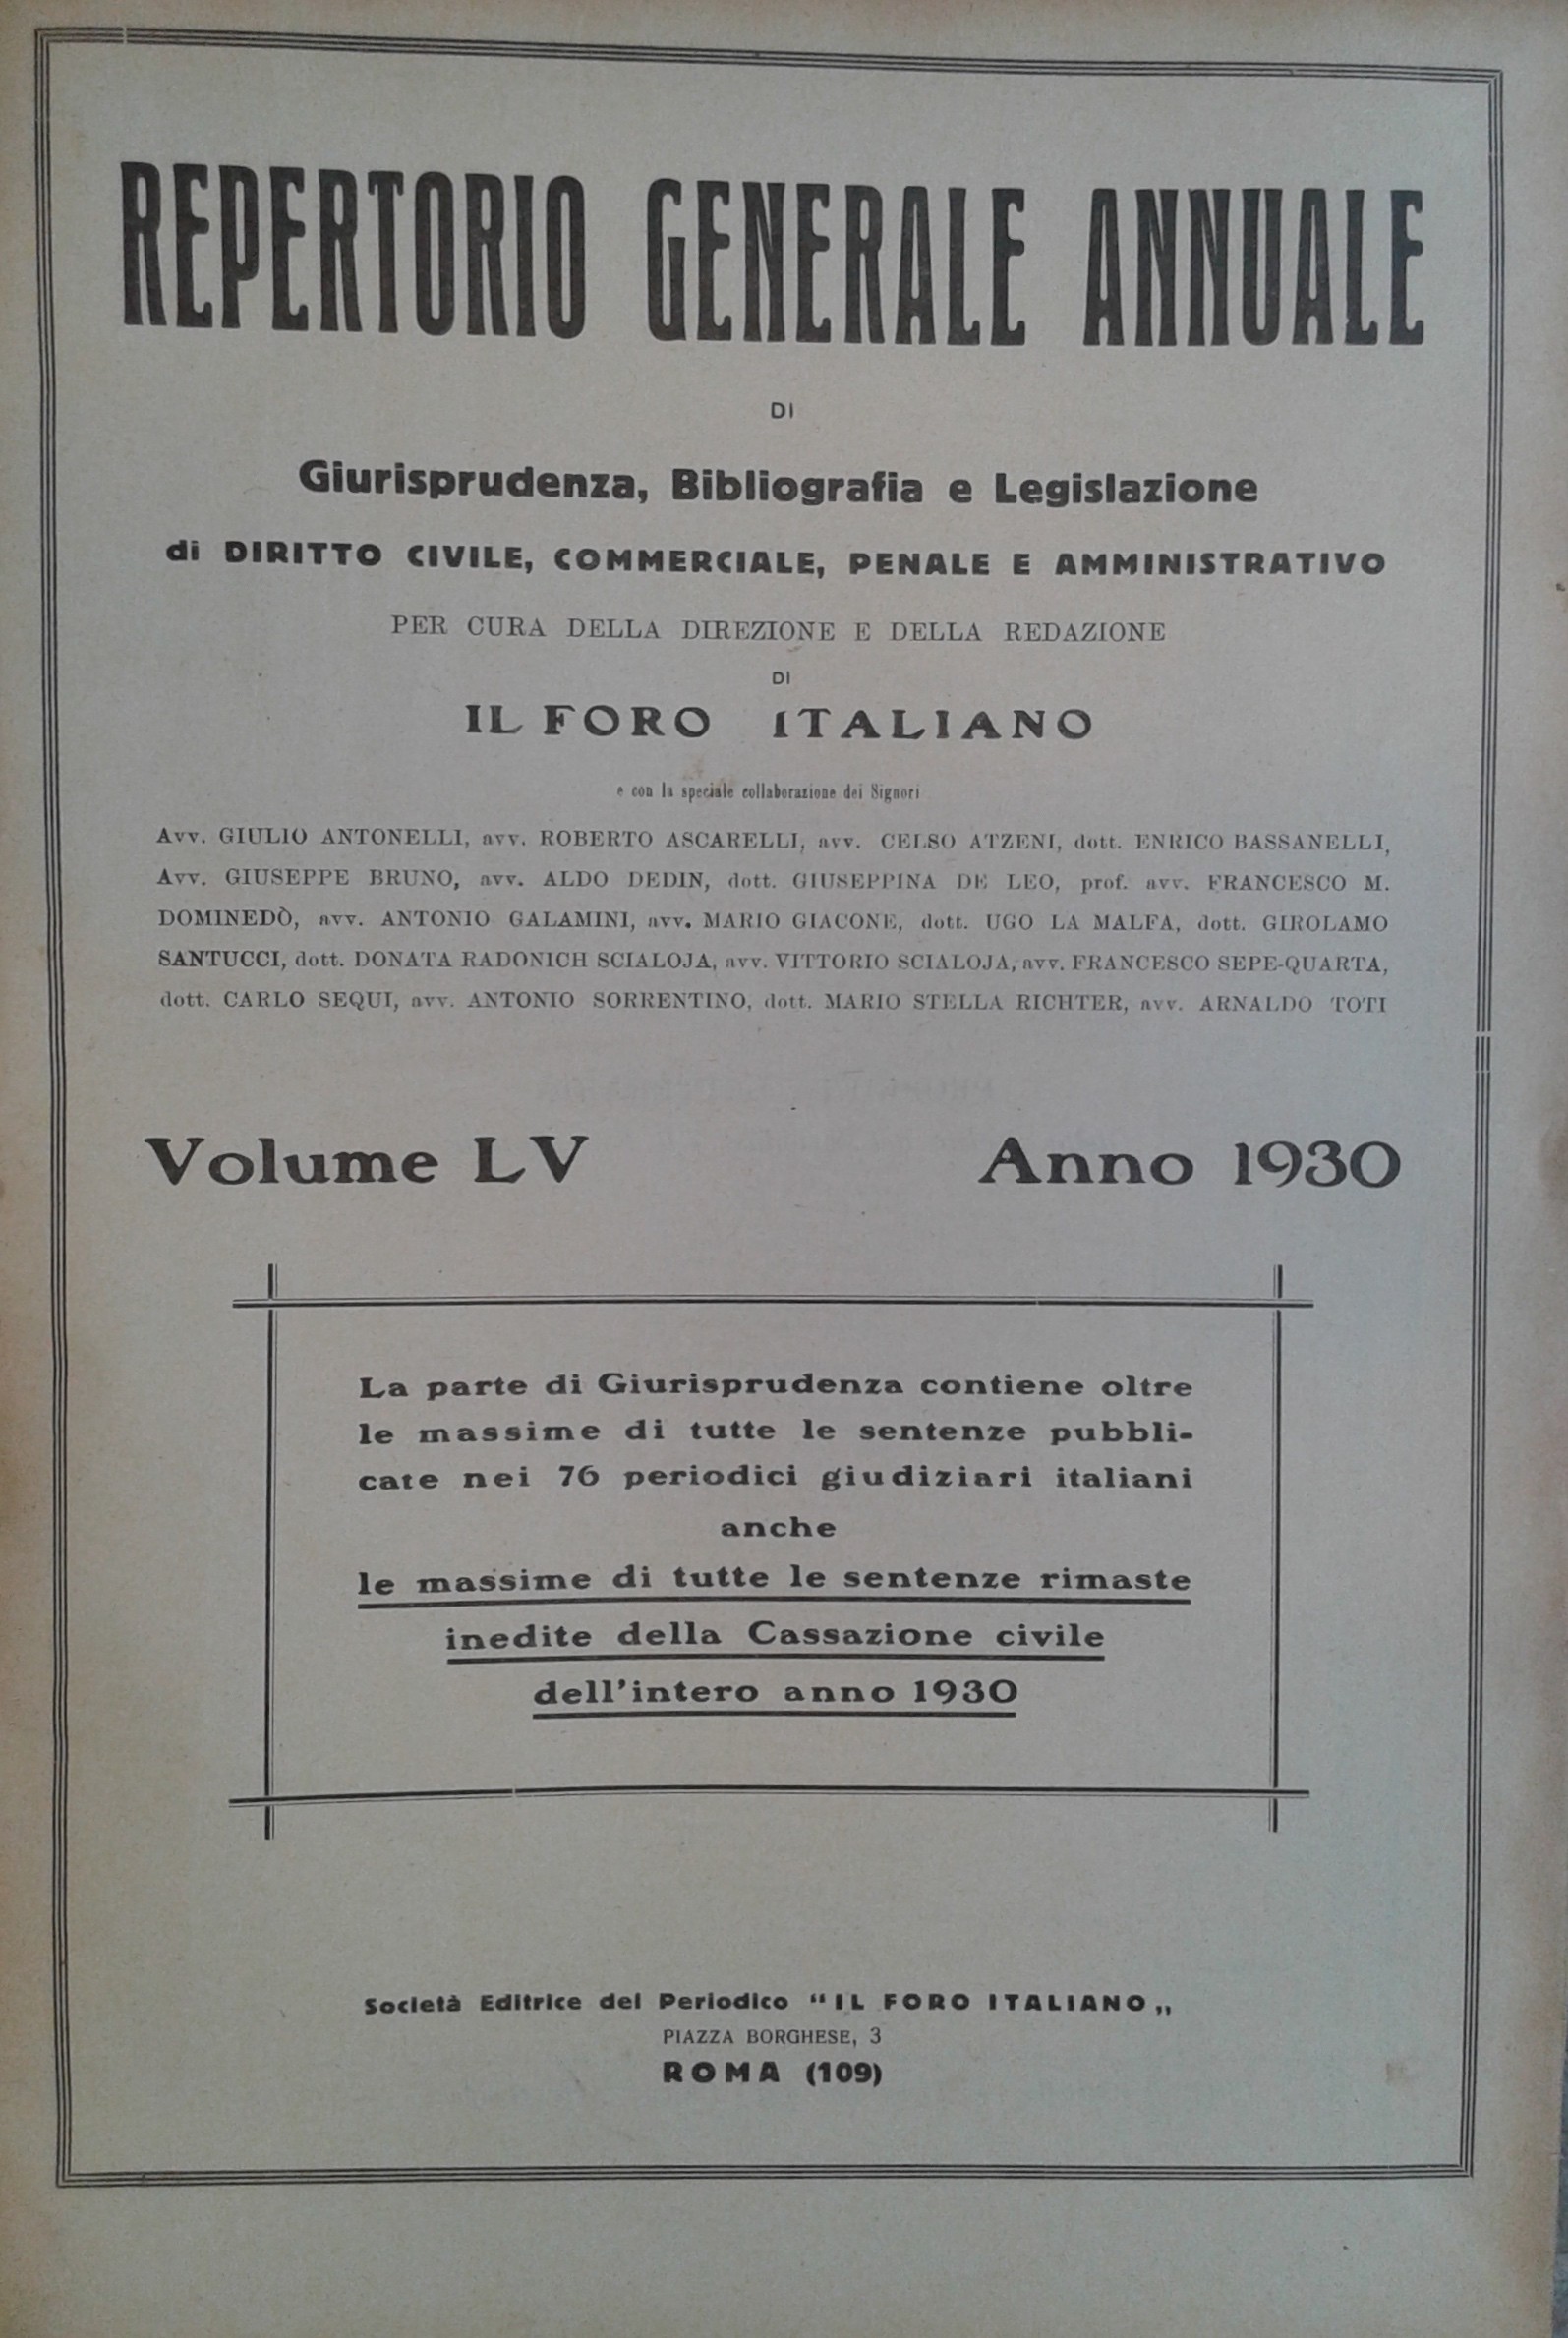 REPERTORIO GENERALE ANNUALE
DI
Giurisprudenza, Bibliografia e Legislazione
di DIRITTO CIVILE, COMMERCIALE, PENALE E AMMINISTRATIVO
PER CURA DELLA DIREZIONE E DELLA REDAZIONE
DI
IL FORO ITALIANO
e con la speciale collaborazione dei Signori
Avv. GIULIO ANTONELLI, avv. ROBERTO ASCARELLI, avv. CELSO ATZENI, dott. ENRICO BASSANELLI,
Avv. GIUSEPPE BRUNO, avv. ALDO DEDIN, dott. GIUSEPPINA DE LEO, prof. avv. FRANCESCO M.
DOMINEDÒ, avv. ANTONIO GALAMINI, avv. MARIO GIACONE, dott. UGO LA MALFA, dott. GIROLAMO
SANTUCCI, dott. DONATA RADONICH SCIALOJA, avv. VITTORIO SCIALOJA, avv. FRANCESCO SEPE-QUARTA,
dott. CARLO SEQUI, avv. ANTONIO SORRENTINO, dott. MARIO STELLA RICHTER, avv. ARNALDO TOTI
Volume LV Anno 1930
La parte di Giurisprudenza contiene oltre
le massime di tutte le sentenze pubbli-
cate nei 76 periodici giudiziari italiani
anche
le massime di tutte le sentenze rimaste
inedite della Cassazione civile
dell'intero anno 1930
Società Editrice del Periodico “IL FORO ITALIANO„
PIAZZA BORGHESE, 3
ROMA (109)